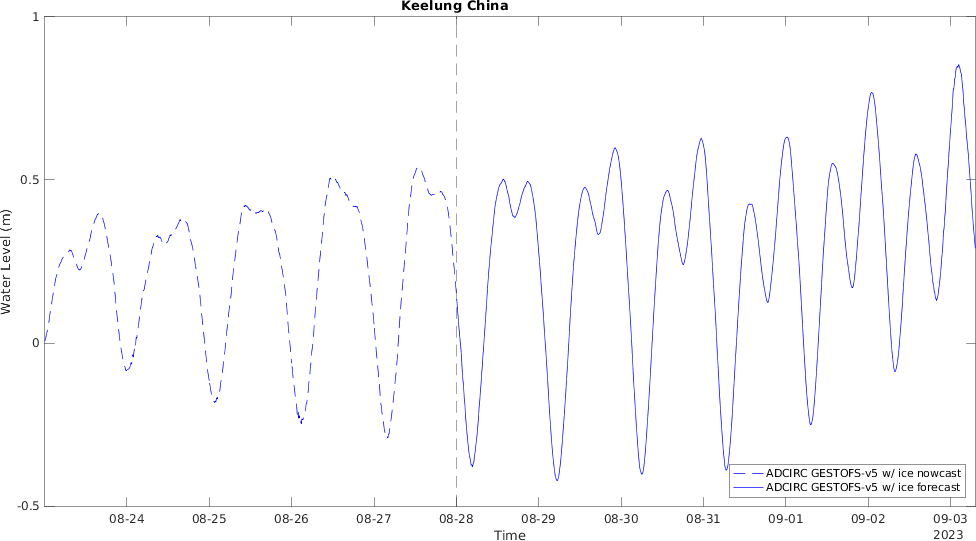 Keelung China
1
0.5
0
-0.5
Water Level (m)
ADCIRC GESTOFS-v5 w/ ice nowcast
ADCIRC GESTOFS-v5 w/ ice forecast
08-24 08-25 08-26 08-27 08-28 08-29 08-30 08-31 09-01 09-02 09-03
Time
2023